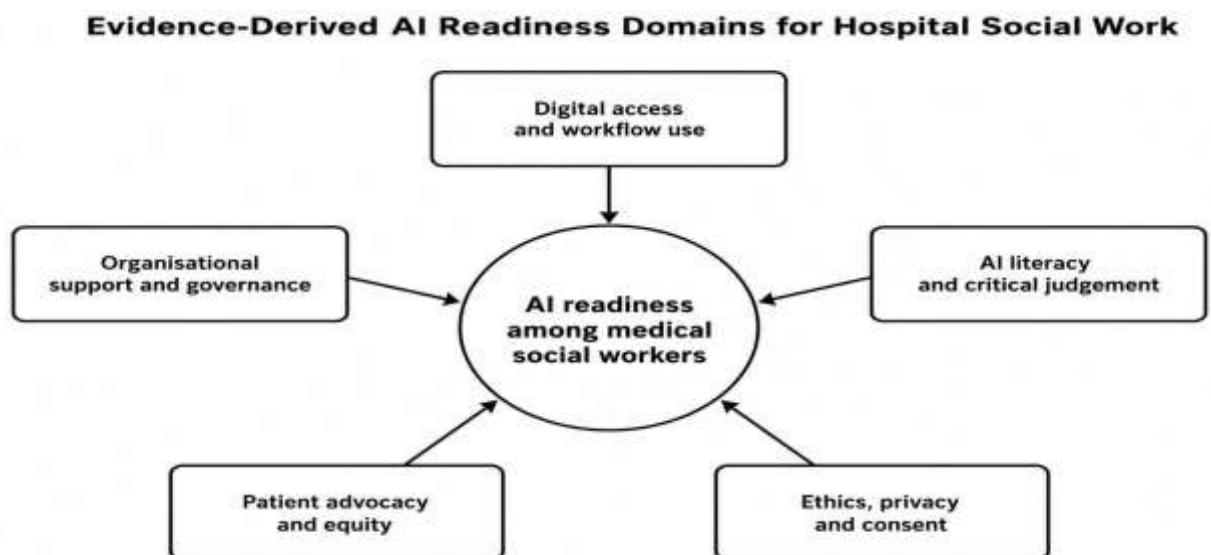 Evidence-Derived AI Readiness Domains for Hospital Social Work
Digital access
and workflow use
Organisational
support and governance
AI literacy
and critical judgement
AI readiness
among medical
social workers
Patient advocacy
and equity
Ethics, privacy
and consent